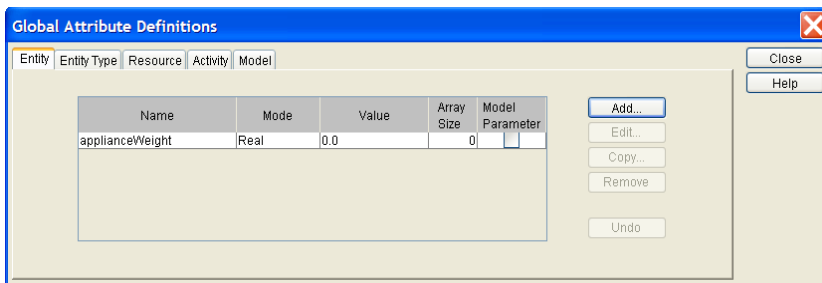 Global Attribute Definitions
Entity Entity Type Resource Activity Model
Close
Help
Name Mode Value Array Size Model Parameter
applianceWeight Real 0.0 0
Add...
Edit...
Copy...
Remove
Undo